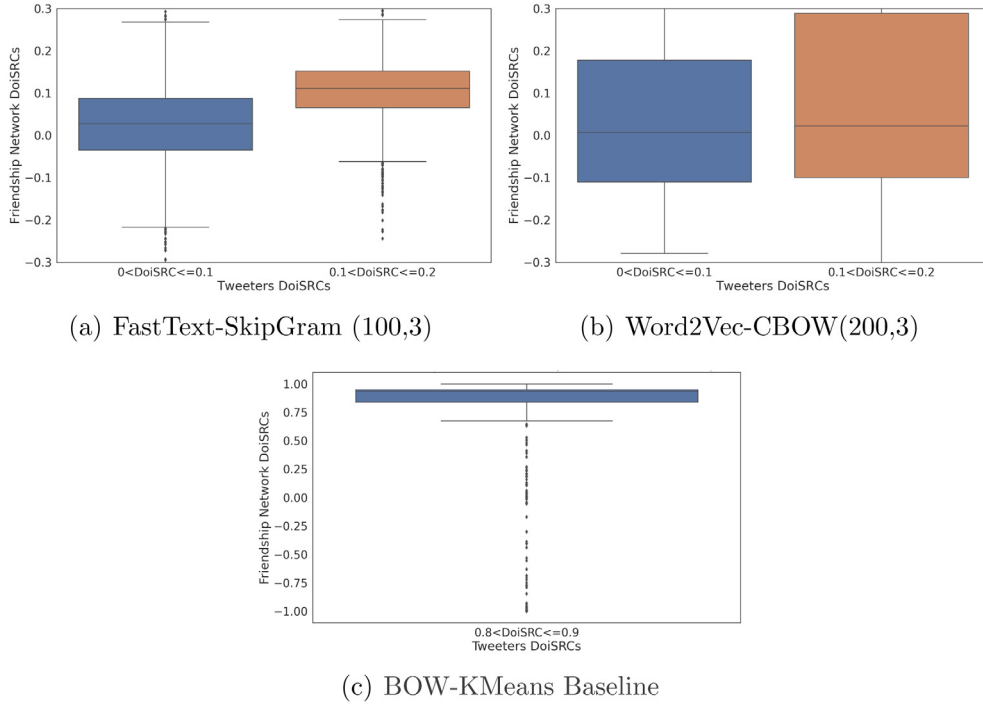 0.3
0.2
0.1
0.0
−0.1
−0.2
−0.3
Friendship Network DoiSRCs
0<DoiSRC<=0.1 0.1<DoiSRC<=0.2
Tweeters DoiSRCs
(a) FastText-SkipGram (100,3)
0.3
0.2
0.1
0.0
−0.1
−0.2
−0.3
Friendship Network DoiSRCs
0<DoiSRC<=0.1 0.1<DoiSRC<=0.2
Tweeters DoiSRCs
(b) Word2Vec-CBOW(200,3)
1.00
0.75
0.50
0.25
0.00
−0.25
−0.50
−0.75
−1.00
Friendship Network DoiSRCs
0.8<DoiSRC<=0.9
Tweeters DoiSRCs
(c) BOW-KMeans Baseline